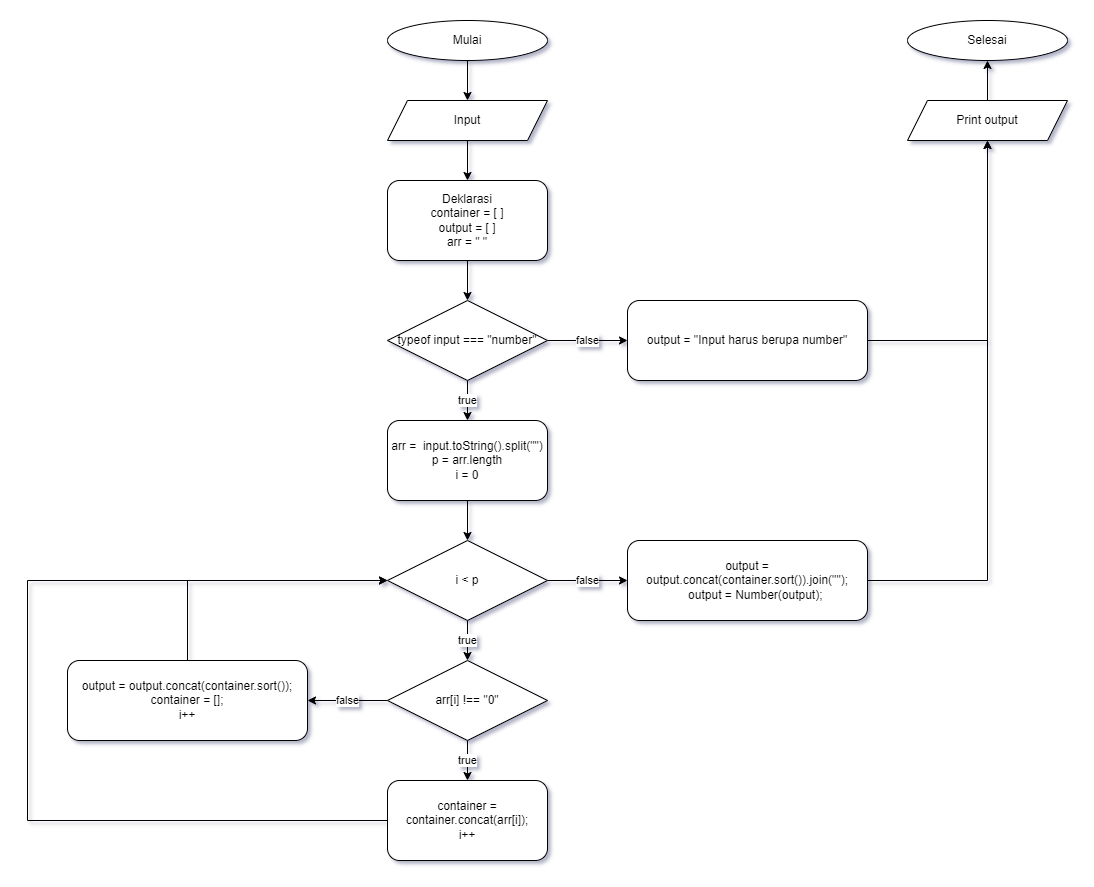 Mulai
Selesai
Input
Print output
Deklarasi
container = [ ]
output = [ ]
arr = " "
typeof input === "number"
false
output = "Input harus berupa number"
true
arr =  input.toString().split("")
p = arr.length
i = 0
i < p
false
output =
output.concat(container.sort()).join("");
output = Number(output);
true
arr[i] !== "0"
false
output = output.concat(container.sort());
container = [];
i++
true
container =
container.concat(arr[i]);
i++